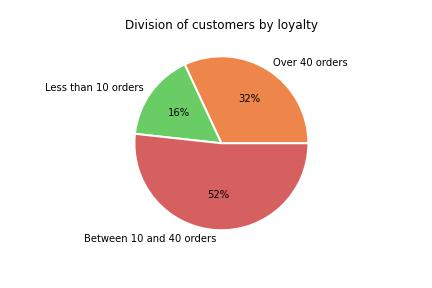 Division of customers by loyalty
Over 40 orders
Less than 10 orders
32%
16%
52%
Between 10 and 40 orders